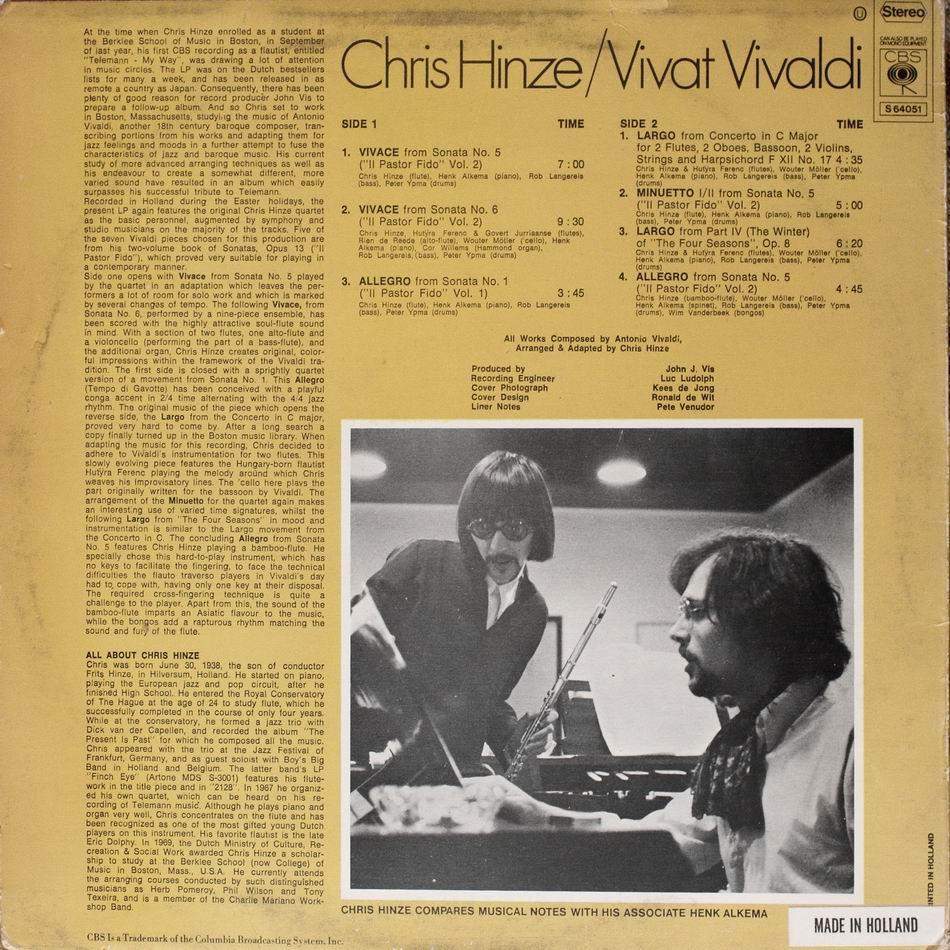 At the time when Chris Hinze enrolled as a student at
the Berklee School of Music in Boston, in September
of last year, his first CBS recording as a flautist, entitled
"Telemann - My Way", was drawing a lot of attention
in music circles. The LP was on the Dutch bestsellers
lists for many a week, and has been released in as
remote a country as Japan. Consequently, there has been
plenty of good reason for record producer John Vis to
prepare a follow-up album. And so Chris set to work
in Boston, Massachusetts, studying the music of Antonio
Vivaldi, another 18th century baroque composer, tran-
scribing portions from his works and adapting them for
jazz feelings and moods in a further attempt to fuse the
characteristics of jazz and baroque music. His current
study of more advanced arranging techniques as well as
his endeavour to create a somewhat different, more
varied sound have resulted in an album which easily
surpasses his successful tribute to Telemann.
Recorded in Holland during the Easter holidays, the
present LP again features the original Chris Hinze quartet
as the basic personnel, augmented by symphony and
studio musicians on the majority of the tracks. Five of
the seven Vivaldi pieces chosen for this production are
from his two-volume book of Sonatas, Opus 13 ("Il
Pastor Fido"), which proved very suitable for playing in
a contemporary manner.
Side one opens with Vivace from Sonata No. 5 played
by the quartet in an adaptation which leaves the per-
formers a lot of room for solo work and which is marked
by several changes of tempo. The following Vivace, from
Sonata No. 6, performed by a nine-piece ensemble, has
been scored with the highly attractive soul-flute sound
in mind. With a section of two flutes, one alto-flute and
a violoncello (performing the part of a bass-flute), and
the additional organ, Chris Hinze creates original, color-
ful impressions within the framework of the Vivaldi tra-
dition. The first side is closed with a sprightly quartet
version of a movement from Sonata No. 1. This Allegro
(Tempo di Gavotte) has been conceived with a playful
conga accent in 2/4 time alternating with the 4/4 jazz
rhythm. The original music of the piece which opens the
reverse side, the Largo from the Concerto in C major,
proved very hard to come by. After a long search a
copy finally turned up in the Boston music library. When
adapting the music for this recording, Chris decided to
adhere to Vivaldi's instrumentation for two flutes. This
slowly evolving piece features the Hungary-born flautist
Hutÿra Ferenc playing the melody around which Chris
weaves his improvisatory lines. The 'cello here plays the
part originally written for the bassoon by Vivaldi. The
arrangement of the Minuetto for the quartet again makes
an interesting use of varied time signatures, whilst the
following Largo from "The Four Seasons" in mood and
instrumentation is similar to the Largo movement from
the Concerto in C. The concluding Allegro from Sonata
No. 5 features Chris Hinze playing a bamboo-flute. He
specially chose this hard-to-play instrument, which has
no keys to facilitate the fingering, to face the technical
difficulties the flauto traverso players in Vivaldi's day
had to cope with, having only one key at their disposal.
The required cross-fingering technique is quite a
challenge to the player. Apart from this, the sound of the
bamboo-flute imparts an Asiatic flavour to the music,
while the bongos add a rapturous rhythm matching the
sound and fury of the flute.
ALL ABOUT CHRIS HINZE
Chris was born June 30, 1938, the son of conductor
Frits Hinze, in Hilversum, Holland. He started on piano,
playing the European jazz and pop circuit, after he
finished High School. He entered the Royal Conservatory
of The Hague at the age of 24 to study flute, which he
successfully completed in the course of only four years.
While at the conservatory, he formed a jazz trio with
Dick van der Capellen, and recorded the album "The
Present Is Past" for which he composed all the music.
Chris appeared with the trio at the Jazz Festival of
Frankfurt, Germany, and as guest soloist with Boy's Big
Band in Holland and Belgium. The latter band's LP
"Finch Eye" (Artone MDS S-3001) features his flute-
work in the title piece and in "2128". In 1967 he organiz-
ed his own quartet, which can be heard on his re-
cording of Telemann music. Although he plays piano and
organ very well, Chris concentrates on the flute and has
been recognized as one of the most gifted young Dutch
players on this instrument. His favorite flautist is the late
Eric Dolphy. In 1969, the Dutch Ministry of Culture, Re-
creation & Social Work awarded Chris Hinze a scholar-
ship to study at the Berklee School (now College) of
Music in Boston, Mass., U.S.A. He currently attends
the arranging courses conducted by such distinguished
musicians as Herb Pomeroy, Phil Wilson and Tony
Texeira, and is a member of the Charlie Mariano Work-
shop Band.
CBS Is a Trademark of the Columbia Broadcasting System, Inc.
Chris Hinze/Vivat Vivaldi
U
Stereo
CAN ALSO BE PLAYED
ON MONO EQUIPMENT
CBS
S 64051
SIDE 1 TIME
1. VIVACE from Sonata No. 5
("Il Pastor Fido" Vol. 2) 7 : 00
Chris Hinze (flute), Henk Alkema (piano), Rob Langereis
(bass), Peter Ypma (drums)
2. VIVACE from Sonata No. 6
("Il Pastor Fido" Vol. 2) 9 : 30
Chris Hinze, Hutÿra Ferenc & Govert Jurriaanse (flutes),
Rien de Reede (alto-flute), Wouter Möller ('cello), Henk
Alkema (piano), Cor Willems (Hammond organ),
Rob Langereis, (bass), Peter Ypma (drums)
3. ALLEGRO from Sonata No. 1
("Il Pastor Fido" Vol. 1) 3 : 45
Chris Hinze (flute), Henk Alkema (piano), Rob Langereis
(bass), Peter Ypma (drums)
SIDE 2 TIME
1. LARGO from Concerto in C Major
for 2 Flutes, 2 Oboes, Bassoon, 2 Violins,
Strings and Harpsichord F XII No. 17 4 : 35
Chris Hinze & Hutÿra Ferenc (flutes), Wouter Möller ('cello),
Henk Alkema (piano), Rob Langereis (bass), Peter Ypma
(drums)
2. MINUETTO I/II from Sonata No. 5
("Il Pastor Fido" Vol. 2) 5 : 00
Chris Hinze (flute), Henk Alkema (piano), Rob Langereis
(bass), Peter Ypma (drums)
3. LARGO from Part IV (The Winter)
of "The Four Seasons", Op. 8 6 : 20
Chris Hinze & Hutÿra Ferenc (flutes), Wouter Möller ('cello),
Henk Alkema (piano), Rob Langereis (bass), Peter Ypma
(drums)
4. ALLEGRO from Sonata No. 5
("Il Pastor Fido" Vol. 2) 4 : 45
Chris Hinze (bamboo-flute), Wouter Möller ('cello),
Henk Alkema (spinet), Rob Langereis (bass), Peter Ypma
(drums), Wim Vanderbeek (bongos)
All Works Composed by Antonio Vivaldi,
Arranged & Adapted by Chris Hinze
Produced by John J. Vis
Recording Engineer Luc Ludolph
Cover Photograph Kees de Jong
Cover Design Ronald de Wit
Liner Notes Pete Venudor
CHRIS HINZE COMPARES MUSICAL NOTES WITH HIS ASSOCIATE HENK ALKEMA
INTED IN HOLLAND
MADE IN HOLLAND